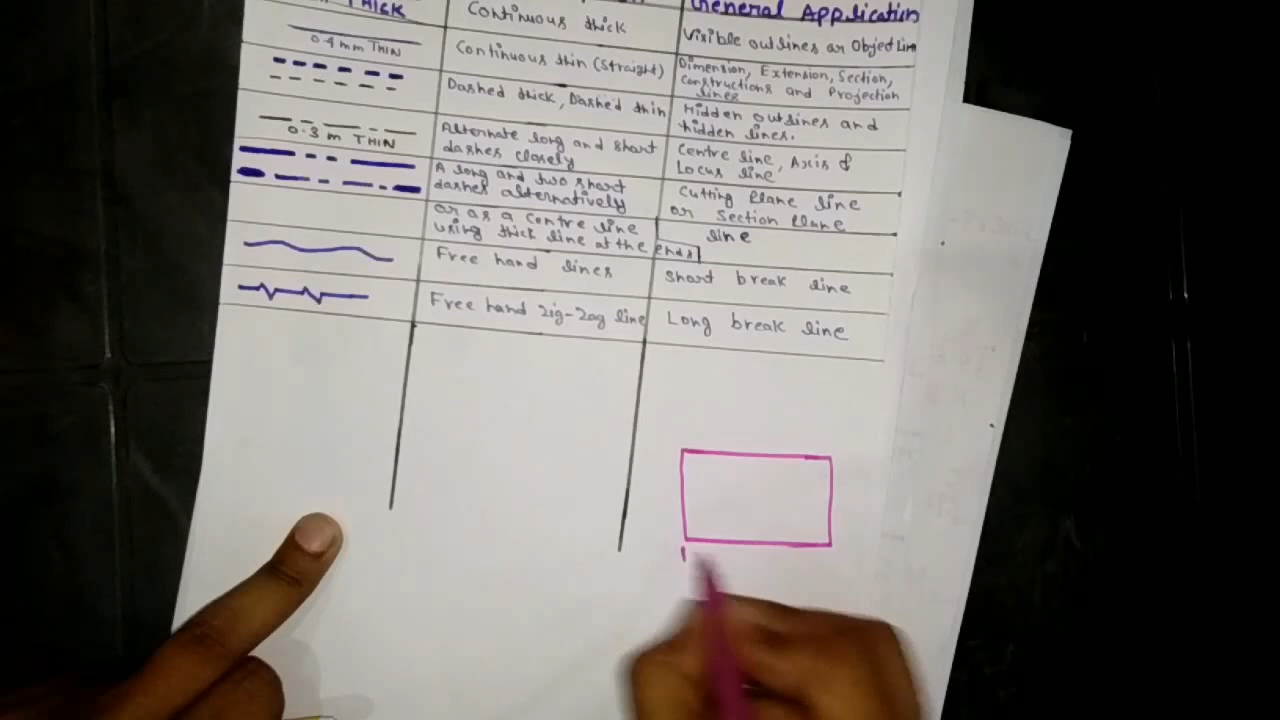 THICK
Continuous thick
General Application
Visible outlines or Object Line
0.4 mm THIN
Continuous thin (straight)
Dimension, Extension, Section,
constructions and Projection
lines
Dashed thick, Dashed thin
Hidden outlines and
hidden lines.
0.3 m THIN
Alternate long and short
dashes closely
Centre line, Axis &
Locus line
A long and two short
dashes alternatively
Cutting Plane line
or Section Plane
line
or as a Centre line
using thick line at the ends
Free hand lines
Short break line
Free hand zig-zag line
Long break line